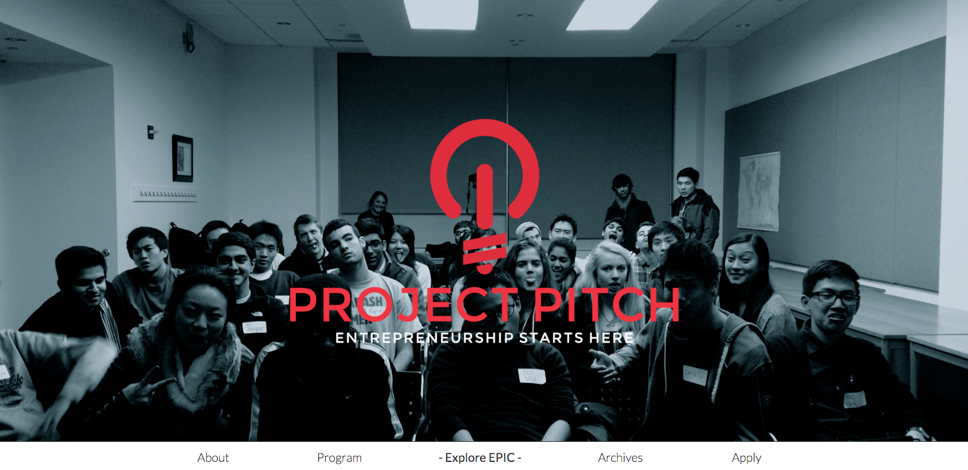 PROJECT PITCH
ENTREPRENEURSHIP STARTS HERE
About
Program
- Explore EPIC -
Archives
Apply